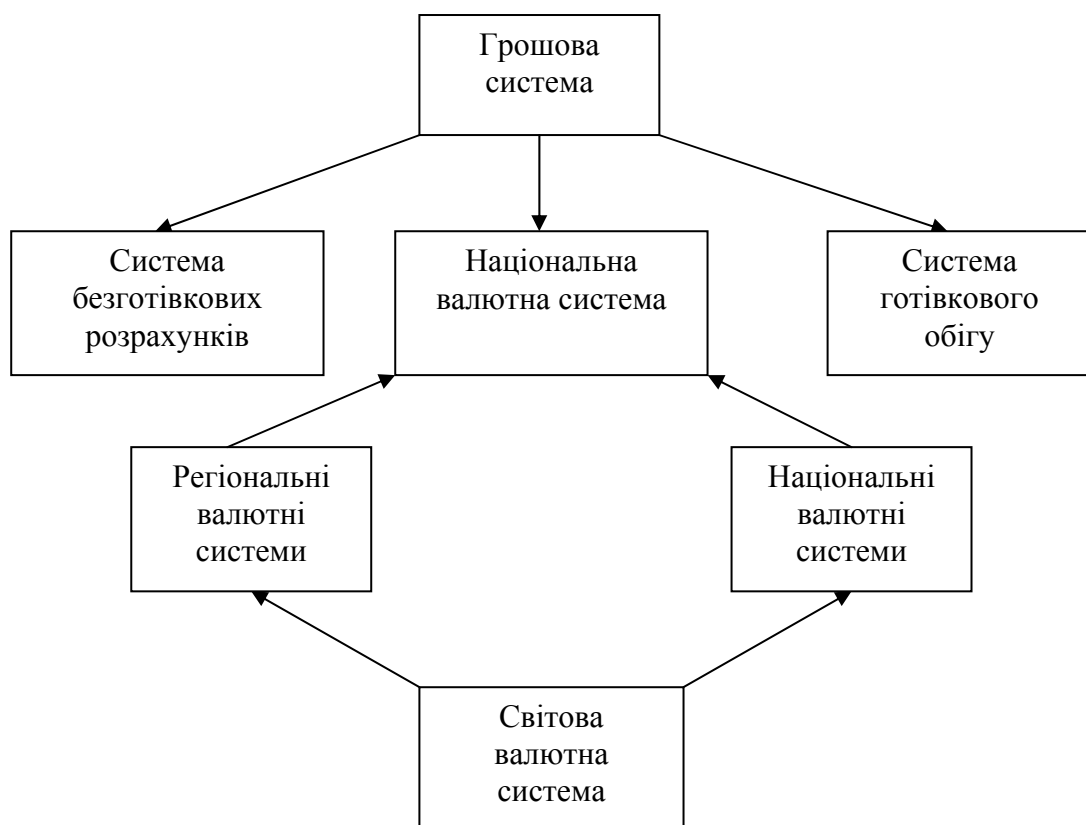 Грошова
система
Система
безготівкових
розрахунків
Національна
валютна система
Система
готівкового
обігу
Регіональні
валютні
системи
Національні
валютні
системи
Світова
валютна
система